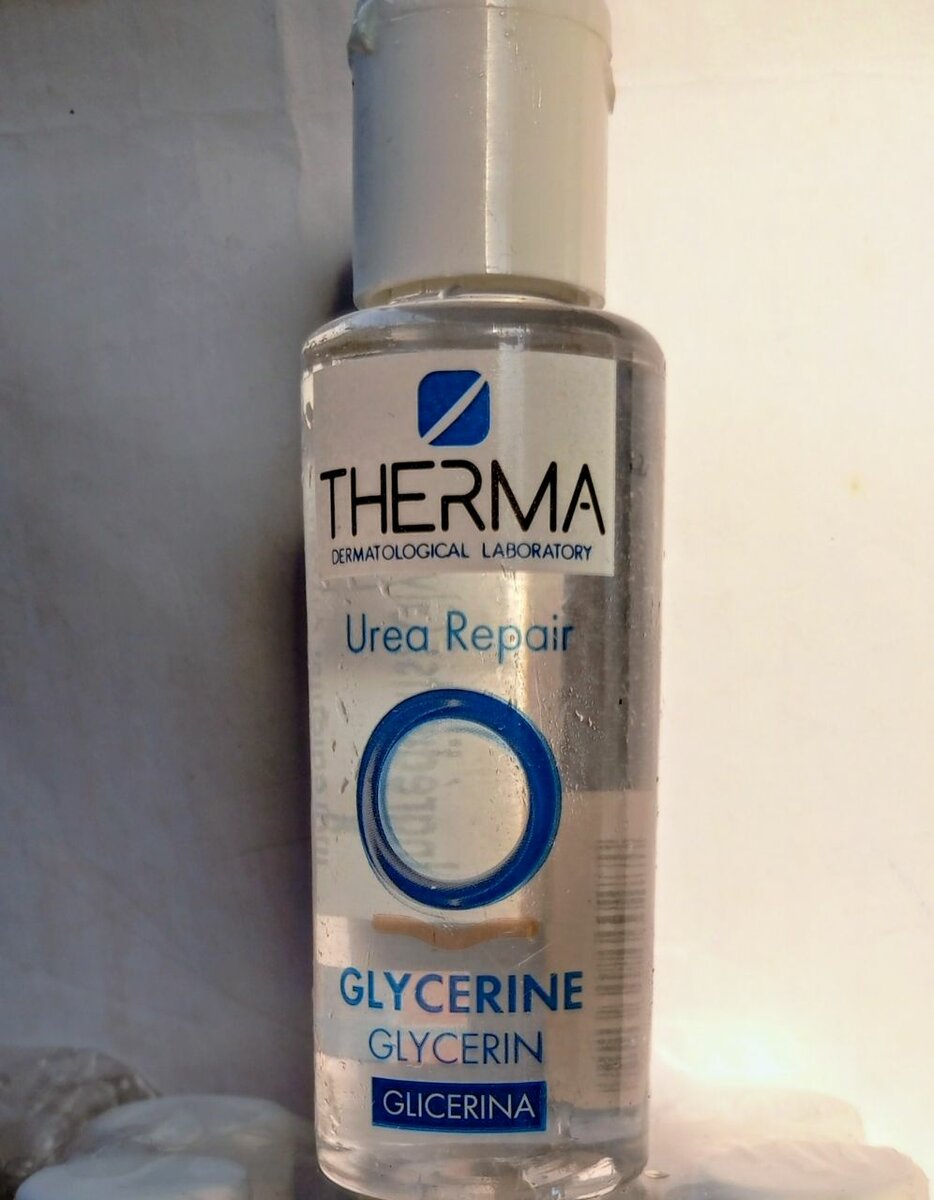 THERMA
DERMATOLOGICAL LABORATORY
Urea Repair
GLYCERINE
GLYCERIN
GLICERINA